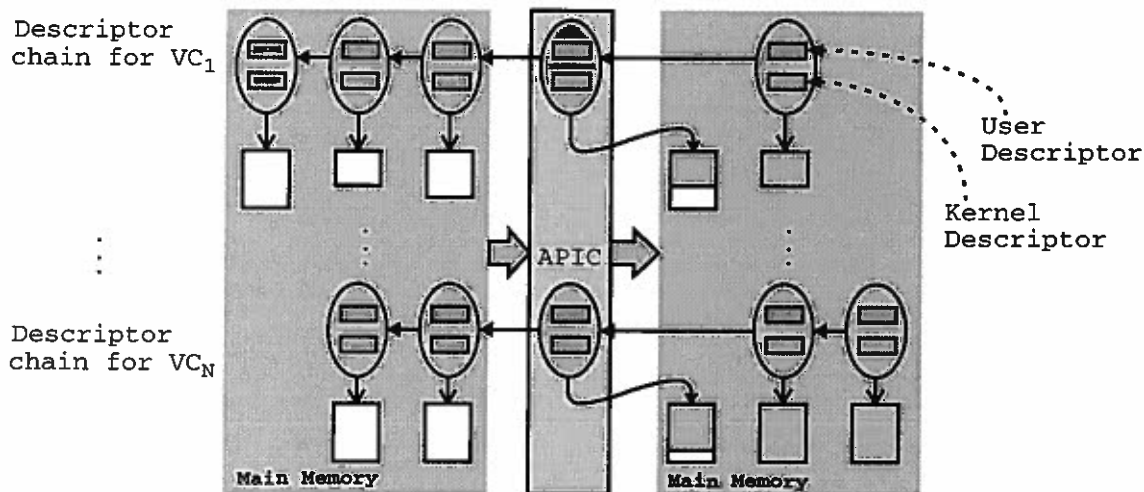 Descriptor
chain for VC1
User
Descriptor
Kernel
Descriptor
APIC
Descriptor
chain for VCN
Main Memory
Main Memory